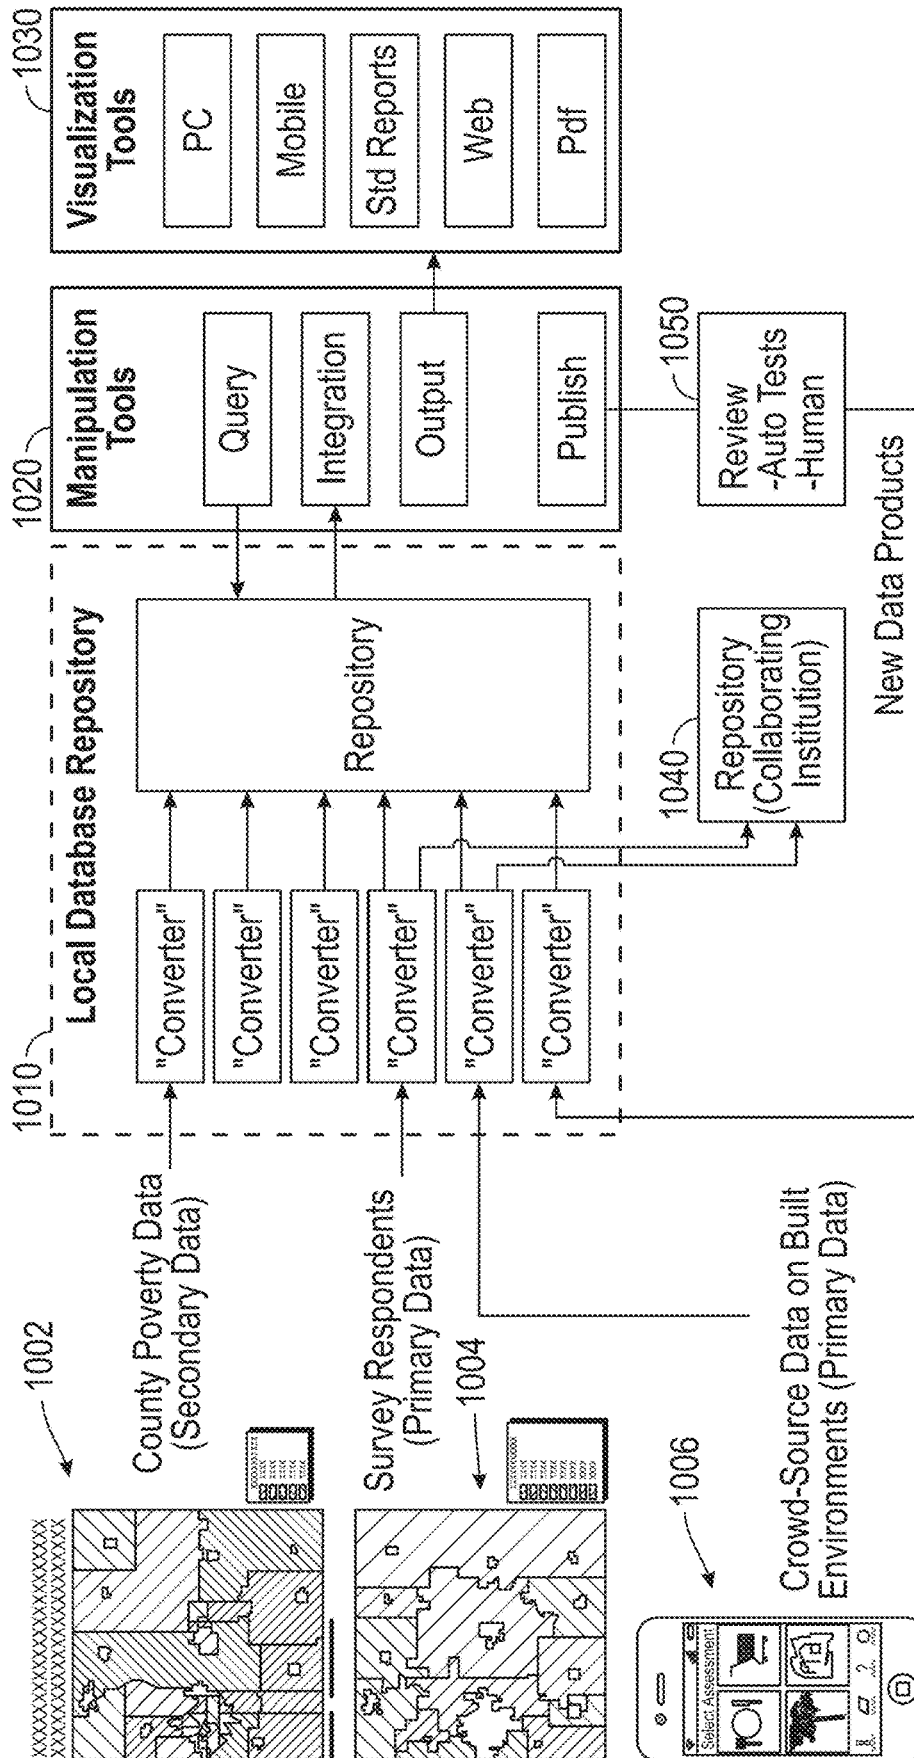 1002
County Poverty Data
(Secondary Data)
Survey Respondents
(Primary Data)
1004
1006
Select Assessment
Crowd-Source Data on Built
Environments (Primary Data)
1010
Local Database Repository
"Converter"
"Converter"
"Converter"
"Converter"
"Converter"
"Converter"
Repository
1020
Manipulation
Tools
Query
Integration
Output
Publish
1030
Visualization
Tools
PC
Mobile
Std Reports
Web
Pdf
1040
Repository
(Collaborating
Institution)
1050
Review
-Auto Tests
-Human
New Data Products